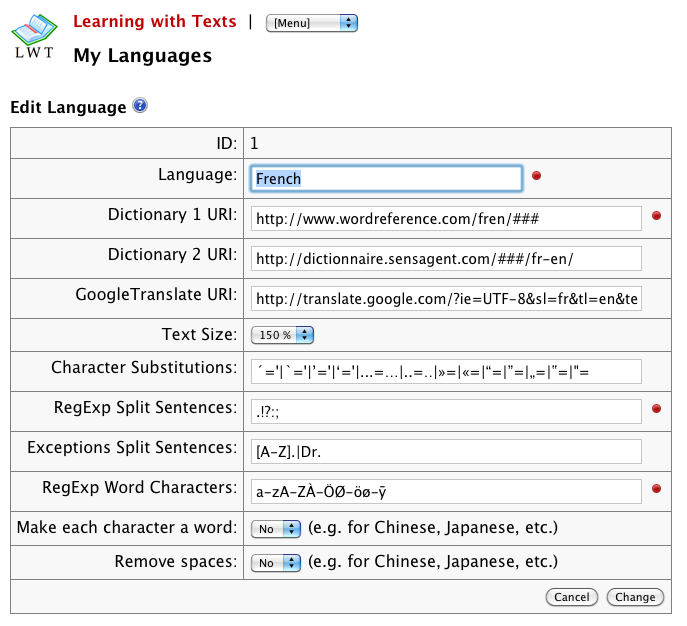 Learning with Texts | [Menu]
LWT
My Languages
Edit Language ?
ID: 1
Language: French
Dictionary 1 URI: http://www.wordreference.com/fren/###
Dictionary 2 URI: http://dictionnaire.sensagent.com/###/fr-en/
GoogleTranslate URI: http://translate.google.com/?ie=UTF-8&sl=fr&tl=en&te
Text Size: 150 %
Character Substitutions: ´='|`='|’='|‘='|...=…|..=‥|»=|«=|“=|”=|„=|‟=|"=
RegExp Split Sentences: .!?:;
Exceptions Split Sentences: [A-Z].|Dr.
RegExp Word Characters: a-zA-ZÀ-ÖØ-öø-ȳ
Make each character a word: No (e.g. for Chinese, Japanese, etc.)
Remove spaces: No (e.g. for Chinese, Japanese, etc.)
Cancel Change